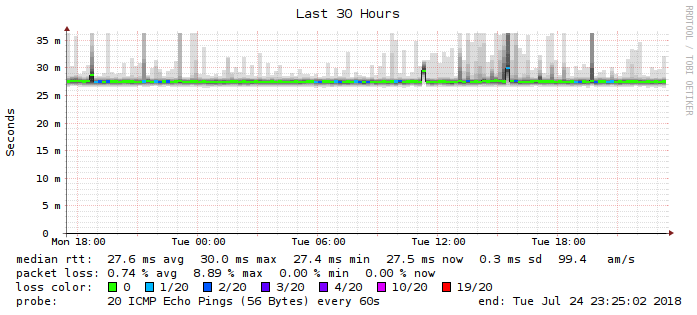 Last 30 Hours
RRDTOOL / TOBI OETIKER
Seconds
35 m
30 m
25 m
20 m
15 m
10 m
5 m
0
Mon 18:00 Tue 00:00 Tue 06:00 Tue 12:00 Tue 18:00
median rtt: 27.6 ms avg 30.0 ms max 27.4 ms min 27.5 ms now 0.3 ms sd 99.4 am/s
packet loss: 0.74 % avg 8.89 % max 0.00 % min 0.00 % now
loss color: 0 1/20 2/20 3/20 4/20 10/20 19/20
probe: 20 ICMP Echo Pings (56 Bytes) every 60s end: Tue Jul 24 23:25:02 2018